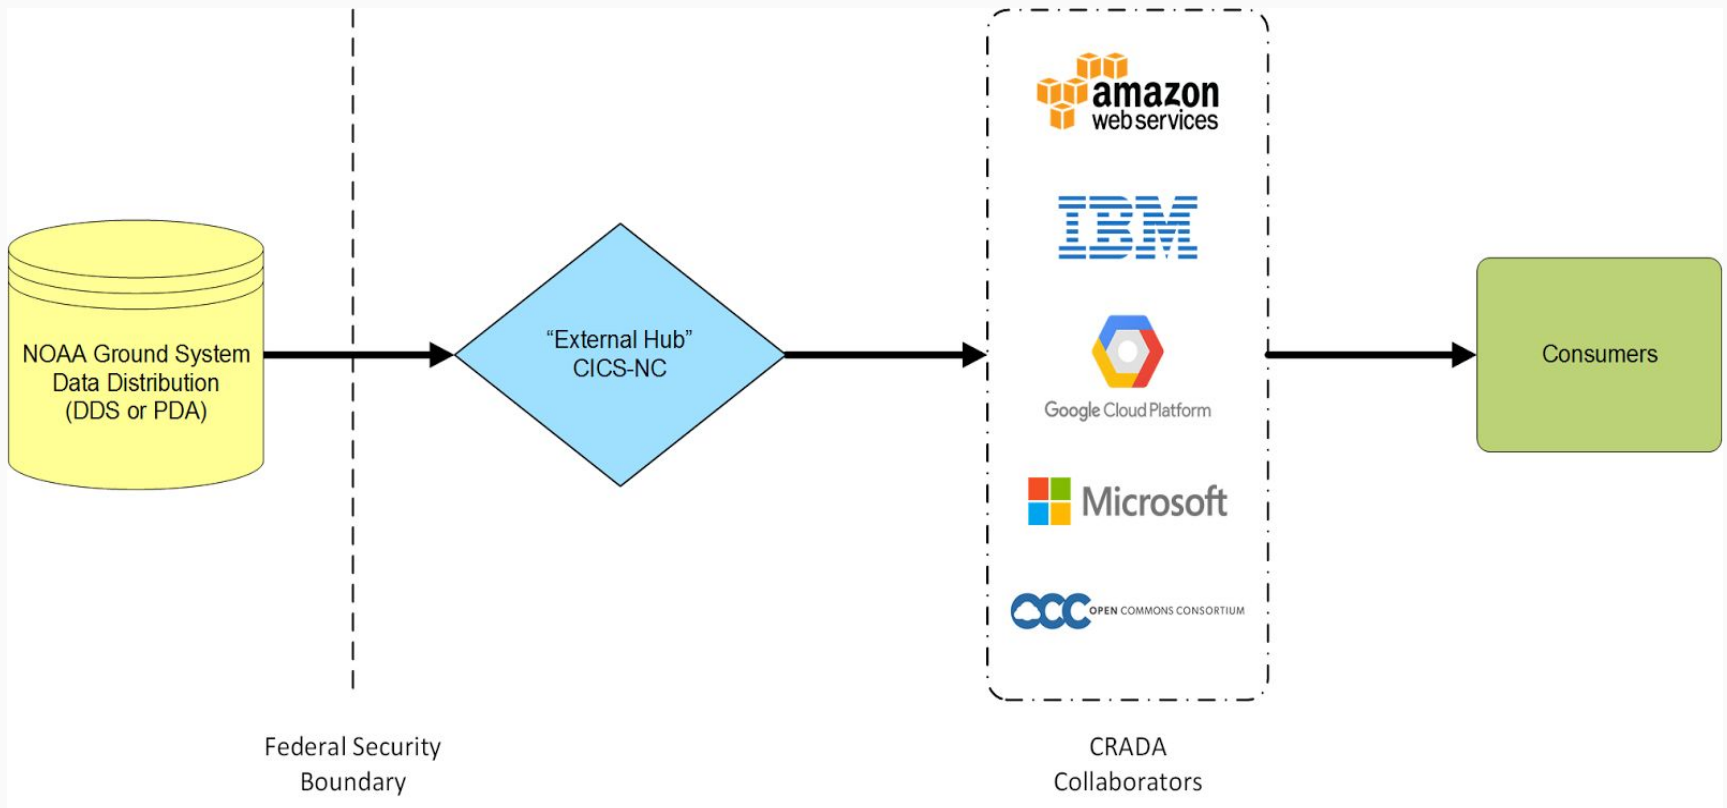 NOAA Ground System
Data Distribution
(DDS or PDA)
“External Hub”
CICS-NC
amazon
webservices
IBM
Google Cloud Platform
Microsoft
OCC OPEN COMMONS CONSORTIUM
Consumers
Federal Security
Boundary
CRADA
Collaborators